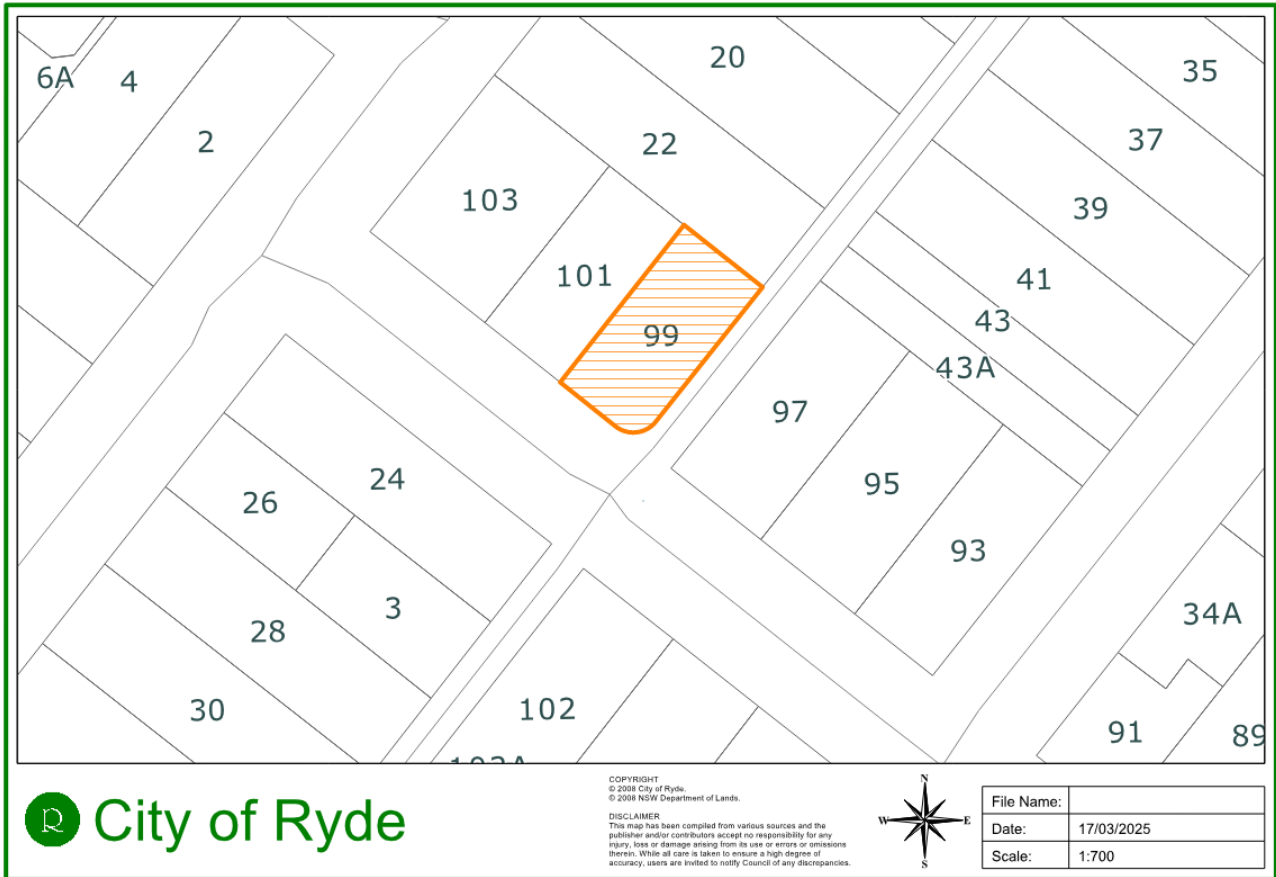 20
35
6A
4
2
22
37
103
39
101
41
43
99
43A
97
24
95
26
93
3
34A
28
30
102
91
89
102A
R City of Ryde
COPYRIGHT
© 2008 City of Ryde.
© 2008 NSW Department of Lands.
DISCLAIMER
This map has been compiled from various sources and the
publisher and/or contributors accept no responsibility for any
injury, loss or damage arising from its use or errors or omissions
therein. While all care is taken to ensure a high degree of
accuracy, users are invited to notify Council of any discrepancies.
N
W E
S
File Name:
Date: 17/03/2025
Scale: 1:700